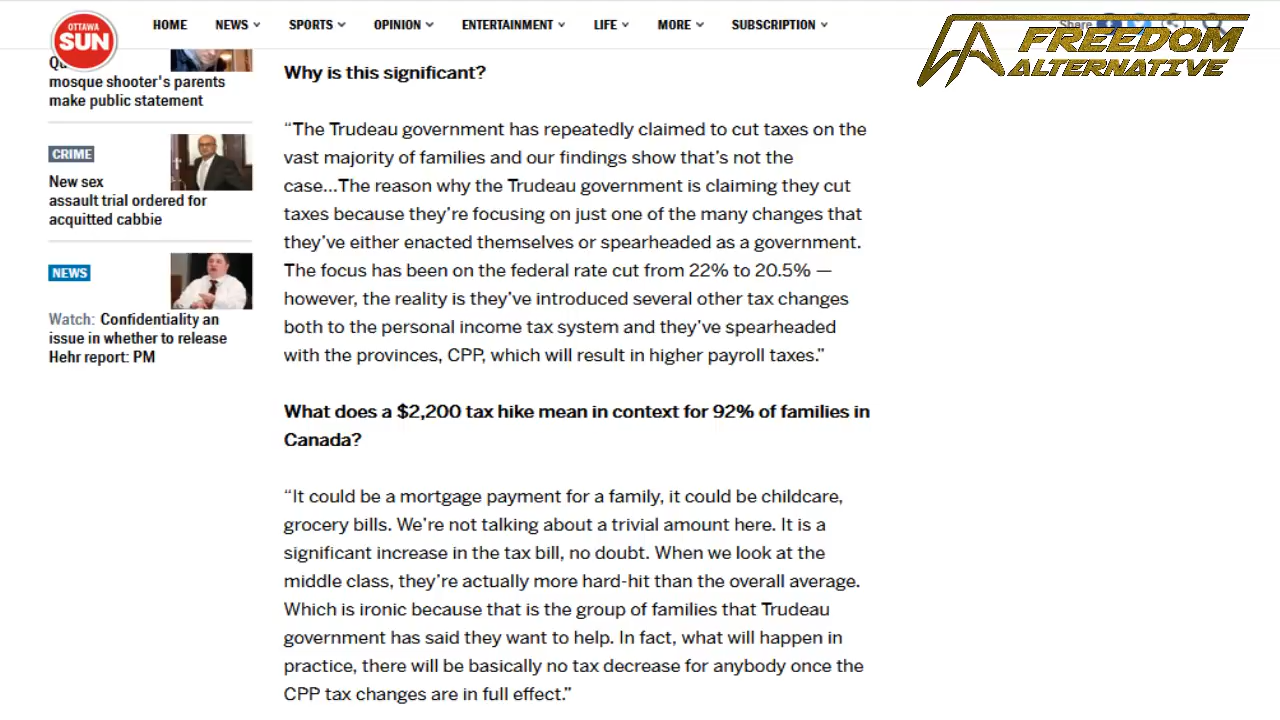 OTTAWA
SUN
HOME NEWS SPORTS OPINION ENTERTAINMENT LIFE MORE SUBSCRIPTION
Share
FREEDOM
ALTERNATIVE
mosque shooter's parents
make public statement
CRIME
New sex
assault trial ordered for
acquitted cabbie
NEWS
Watch: Confidentiality an
issue in whether to release
Hehr report: PM
Why is this significant?
“The Trudeau government has repeatedly claimed to cut taxes on the
vast majority of families and our findings show that’s not the
case...The reason why the Trudeau government is claiming they cut
taxes because they’re focusing on just one of the many changes that
they’ve either enacted themselves or spearheaded as a government.
The focus has been on the federal rate cut from 22% to 20.5% —
however, the reality is they’ve introduced several other tax changes
both to the personal income tax system and they’ve spearheaded
with the provinces, CPP, which will result in higher payroll taxes.”
What does a $2,200 tax hike mean in context for 92% of families in
Canada?
“It could be a mortgage payment for a family, it could be childcare,
grocery bills. We’re not talking about a trivial amount here. It is a
significant increase in the tax bill, no doubt. When we look at the
middle class, they’re actually more hard-hit than the overall average.
Which is ironic because that is the group of families that Trudeau
government has said they want to help. In fact, what will happen in
practice, there will be basically no tax decrease for anybody once the
CPP tax changes are in full effect.”